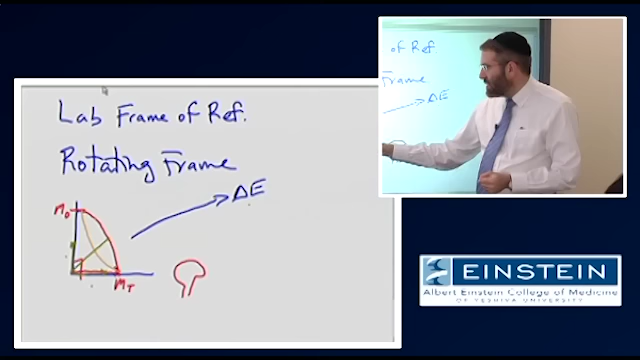 Lab Frame of Ref.
Rotating Frame
ΔE
M₀
M_T
of Ref
Frame
ΔE
EINSTEIN
Albert Einstein College of Medicine
OF YESHIVA UNIVERSITY